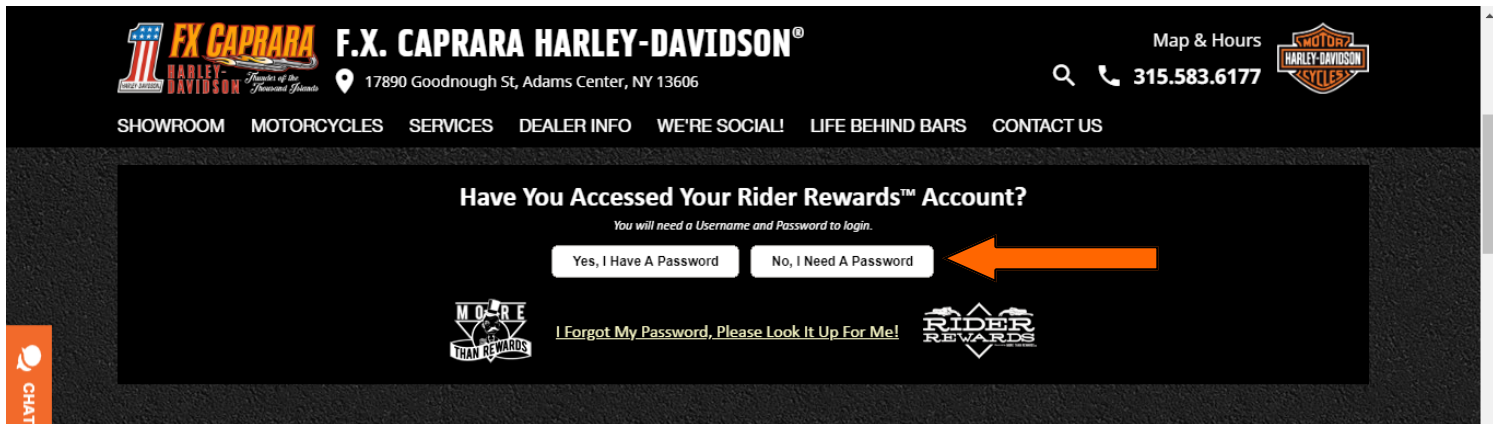 FX CAPRARA
HARLEY-
DAVIDSON
Thunder of the
Thousand Islands
F.X. CAPRARA HARLEY-DAVIDSON®
17890 Goodnough St, Adams Center, NY 13606
Map & Hours
315.583.6177
MOTOR
HARLEY-DAVIDSON
CYCLES
SHOWROOM MOTORCYCLES SERVICES DEALER INFO WE'RE SOCIAL! LIFE BEHIND BARS CONTACT US
Have You Accessed Your Rider Rewards™ Account?
You will need a Username and Password to login.
Yes, I Have A Password No, I Need A Password
MORE
THAN REWARDS
I Forgot My Password, Please Look It Up For Me!
RIDER
REWARDS
CHAT